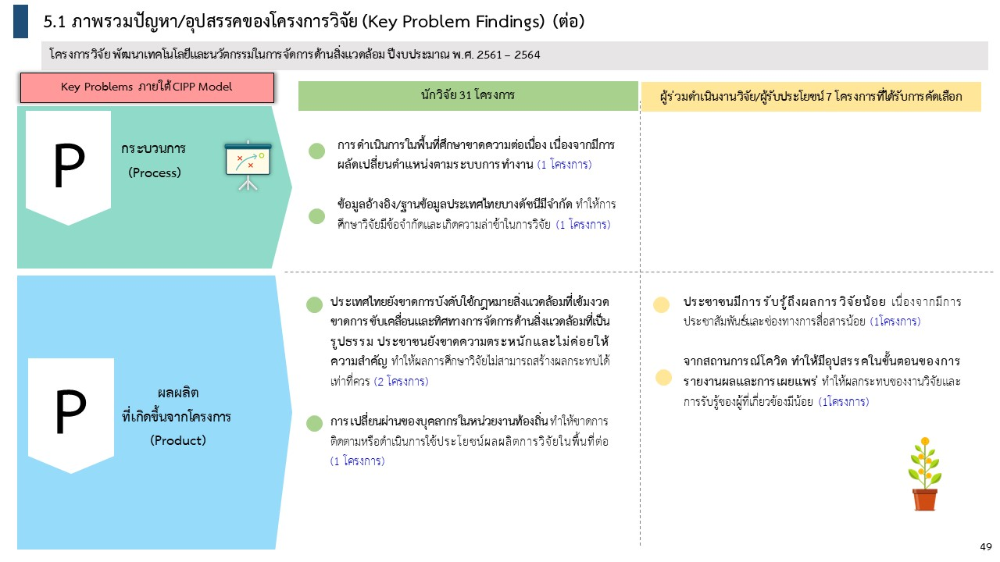 5.1 ภาพรวมปัญหา/อุปสรรคของโครงการวิจัย (Key Problem Findings) (ต่อ)
โครงการวิจัย พัฒนาเทคโนโลยีและนวัตกรรมในการจัดการด้านสิ่งแวดล้อม ปีงบประมาณ พ.ศ. 2561 – 2564
Key Problems ภายใต้ CIPP Model
นักวิจัย 31 โครงการ
ผู้ร่วมดำเนินงานวิจัย/ผู้รับประโยชน์ 7 โครงการที่ได้รับการคัดเลือก
P
กระบวนการ
(Process)
การดำเนินการในพื้นที่ศึกษาขาดความต่อเนื่อง เนื่องจากมีการ
ผลัดเปลี่ยนตำแหน่งตามระบบการทำงาน (1 โครงการ)
ข้อมูลอ้างอิง/ฐานข้อมูลประเทศไทยบางดัชนีมีจำกัด ทำให้การ
ศึกษาวิจัยมีข้อจำกัดและเกิดความล่าช้าในการวิจัย (1 โครงการ)
P
ผลผลิต
ที่เกิดขึ้นจากโครงการ
(Product)
ประเทศไทยยังขาดการบังคับใช้กฎหมายสิ่งแวดล้อมที่เข้มงวด
ขาดการขับเคลื่อนและทิศทางการจัดการด้านสิ่งแวดล้อมที่เป็น
รูปธรรม ประชาชนยังขาดความตระหนักและไม่ค่อยให้
ความสำคัญ ทำให้ผลการศึกษาวิจัยไม่สามารถสร้างผลกระทบได้
เท่าที่ควร (2 โครงการ)
การเปลี่ยนผ่านของบุคลากรในหน่วยงานท้องถิ่น ทำให้ขาดการ
ติดตามหรือดำเนินการใช้ประโยชน์ผลผลิตการวิจัยในพื้นที่ต่อ
(1 โครงการ)
ประชาชนมีการรับรู้ถึงผลการวิจัยน้อย เนื่องจากมีการ
ประชาสัมพันธ์และช่องทางการสื่อสารน้อย (1โครงการ)
จากสถานการณ์โควิด ทำให้มีอุปสรรคในขั้นตอนของการ
รายงานผลและการเผยแพร่ ทำให้ผลกระทบของงานวิจัยและ
การรับรู้ของผู้ที่เกี่ยวข้องมีน้อย (1โครงการ)
49